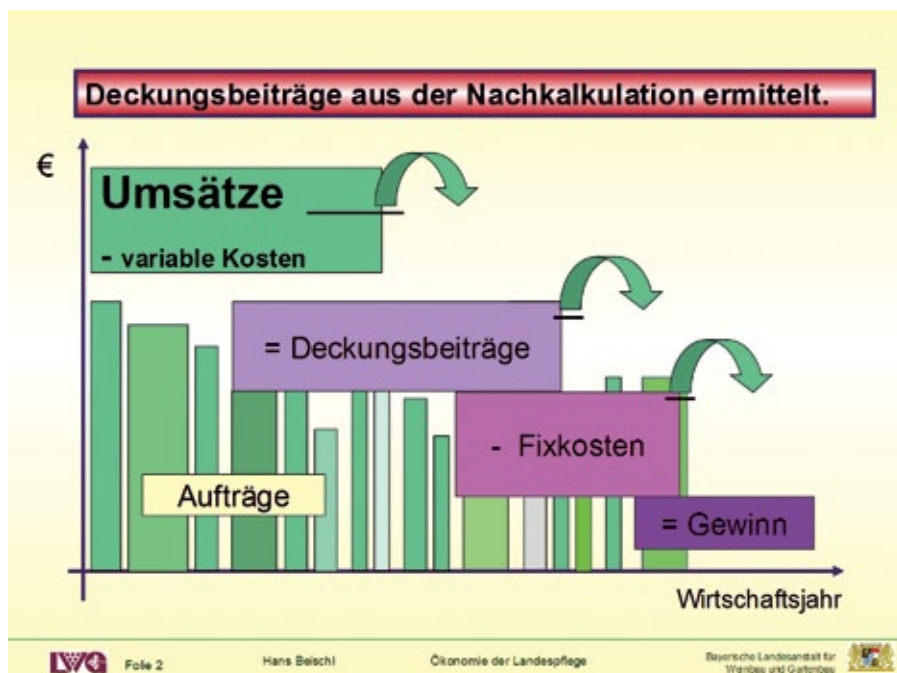 Deckungsbeiträge aus der Nachkalkulation ermittelt.
€
Umsätze
- variable Kosten
= Deckungsbeiträge
- Fixkosten
Aufträge
= Gewinn
Wirtschaftsjahr
LWG
Folie 2
Hans Beischl
Ökonomie der Landespflege
Bayerische Landesanstalt für
Weinbau und Gartenbau